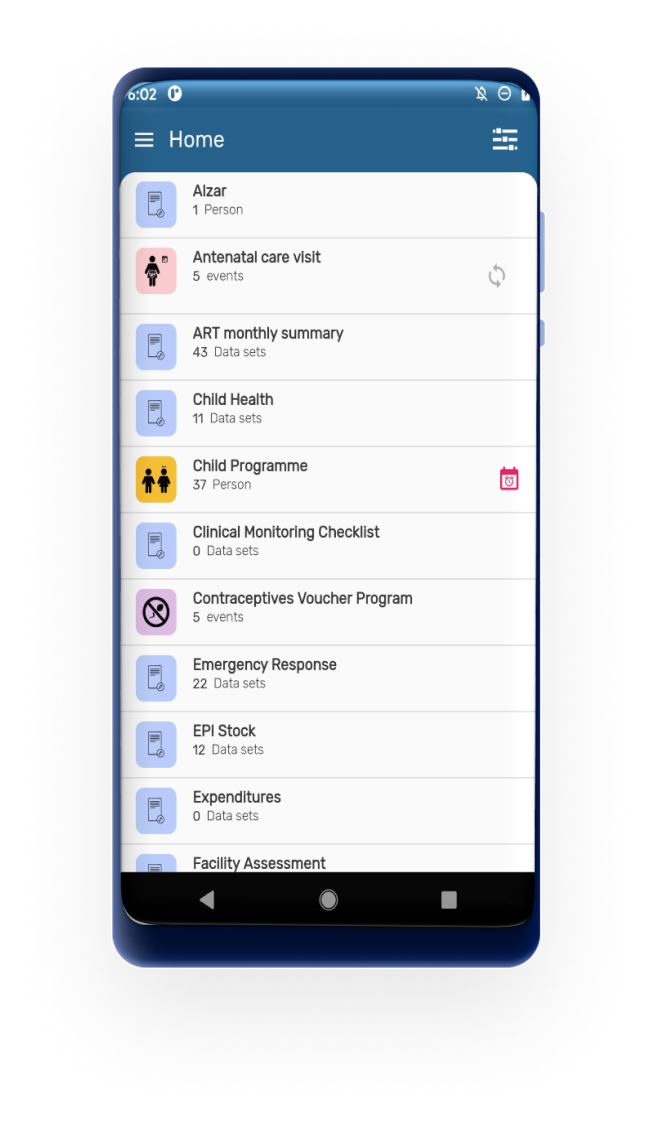 6:02
Home
Alzar
1 Person
Antenatal care visit
5 events
ART monthly summary
43 Data sets
Child Health
11 Data sets
Child Programme
37 Person
Clinical Monitoring Checklist
0 Data sets
Contraceptives Voucher Program
5 events
Emergency Response
22 Data sets
EPI Stock
12 Data sets
Expenditures
0 Data sets
Facility Assessment